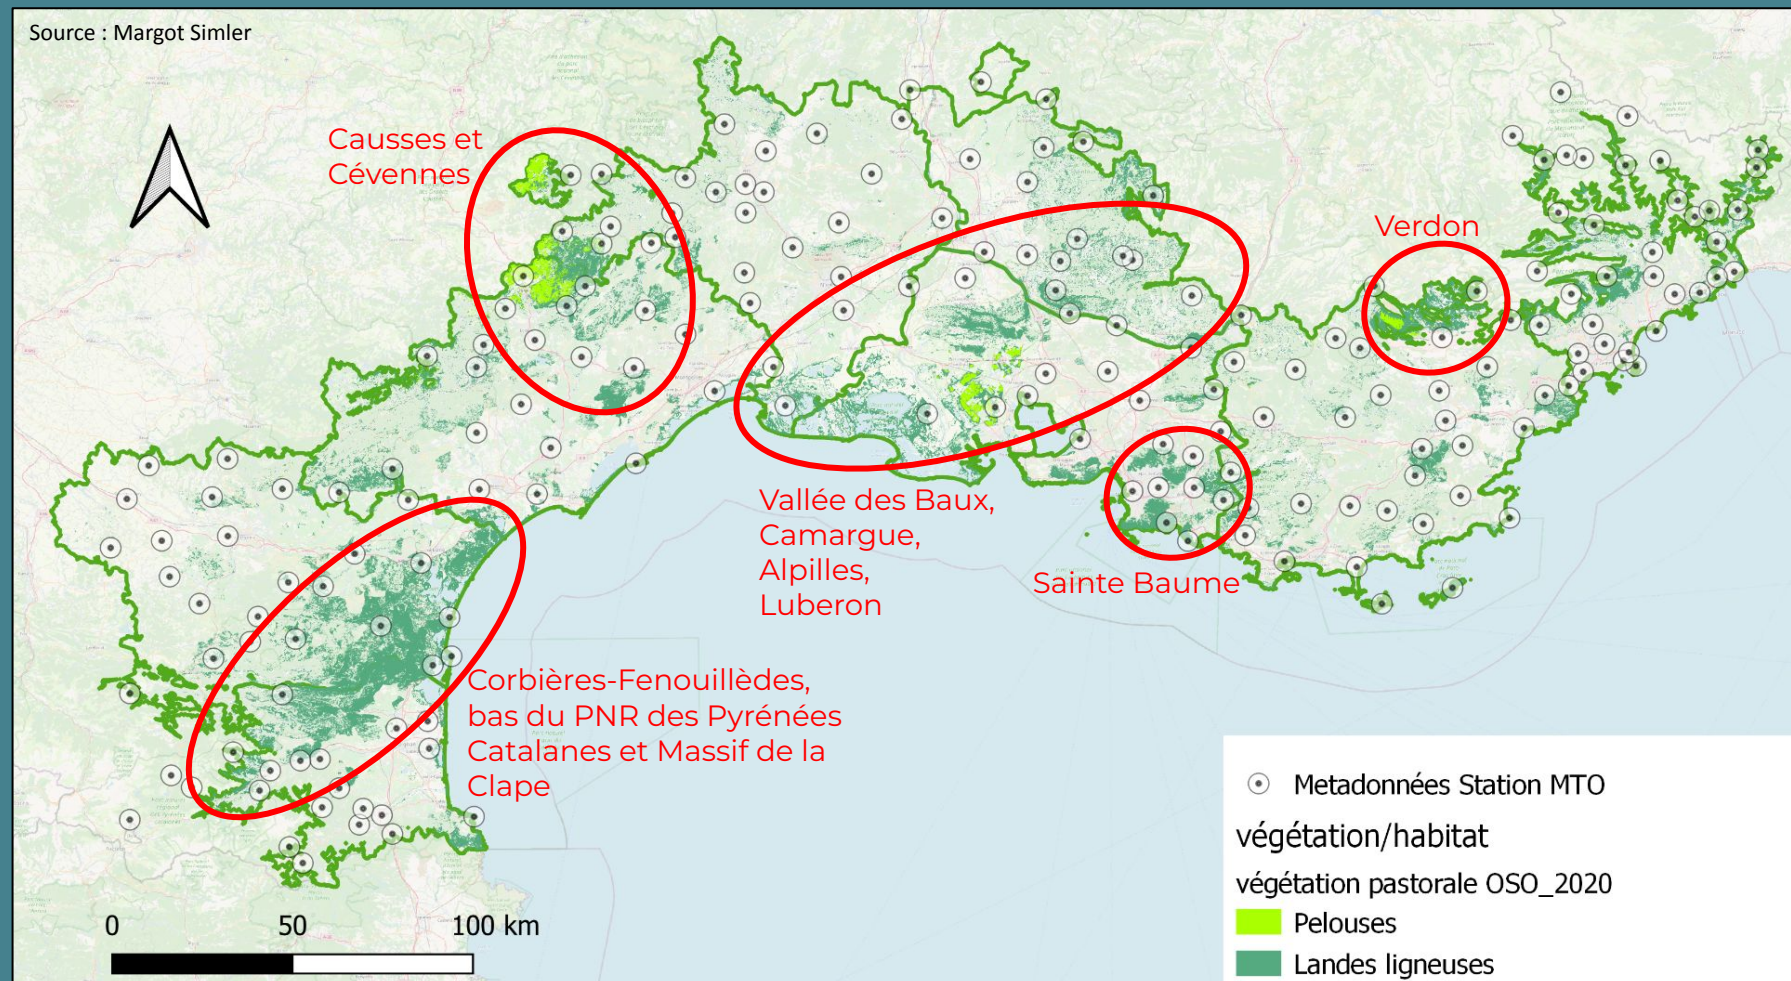 Source : Margot Simler
Causses et
Cévennes
Verdon
Vallée des Baux,
Camargue,
Alpilles,
Luberon
Sainte Baume
Corbières-Fenouillèdes,
bas du PNR des Pyrénées
Catalanes et Massif de la
Clape
0 50 100 km
Metadonnées Station MTO
végétation/habitat
végétation pastorale OSO_2020
Pelouses
Landes ligneuses